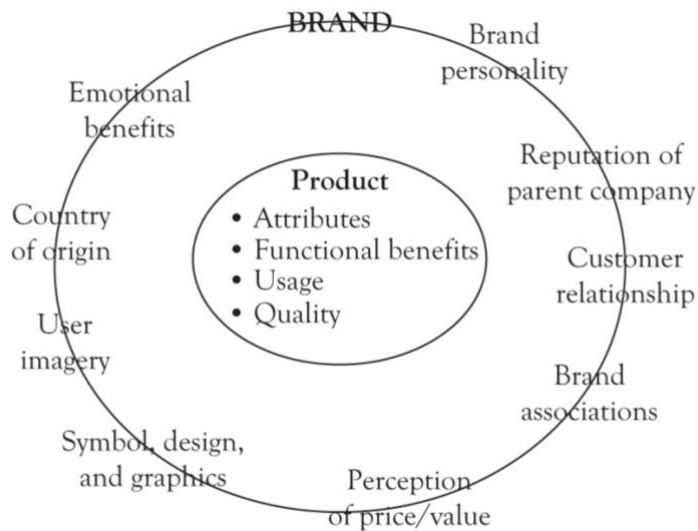 BRAND
Brand
personality
Emotional
benefits
Reputation of
parent company
Product
• Attributes
• Functional benefits
• Usage
• Quality
Country
of origin
Customer
relationship
User
imagery
Brand
associations
Symbol, design,
and graphics
Perception
of price/value